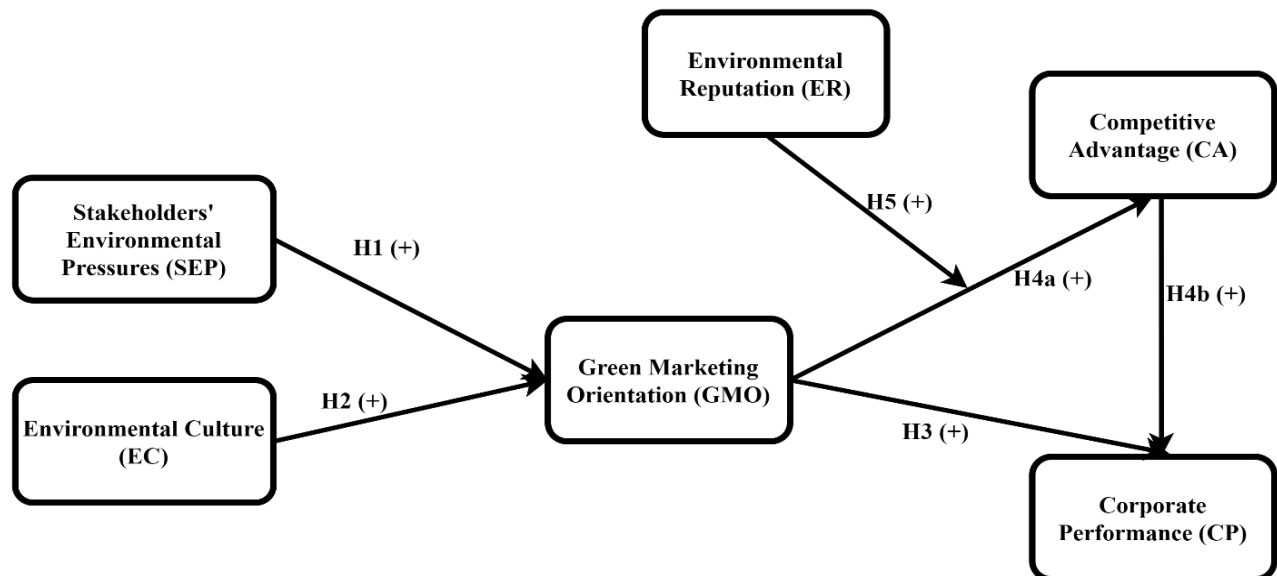 Environmental
Reputation (ER)
Competitive
Advantage (CA)
Stakeholders'
Environmental
Pressures (SEP)
H5 (+)
H1 (+)
H4a (+)
H4b (+)
Green Marketing
Orientation (GMO)
H2 (+)
Environmental Culture
(EC)
H3 (+)
Corporate
Performance (CP)